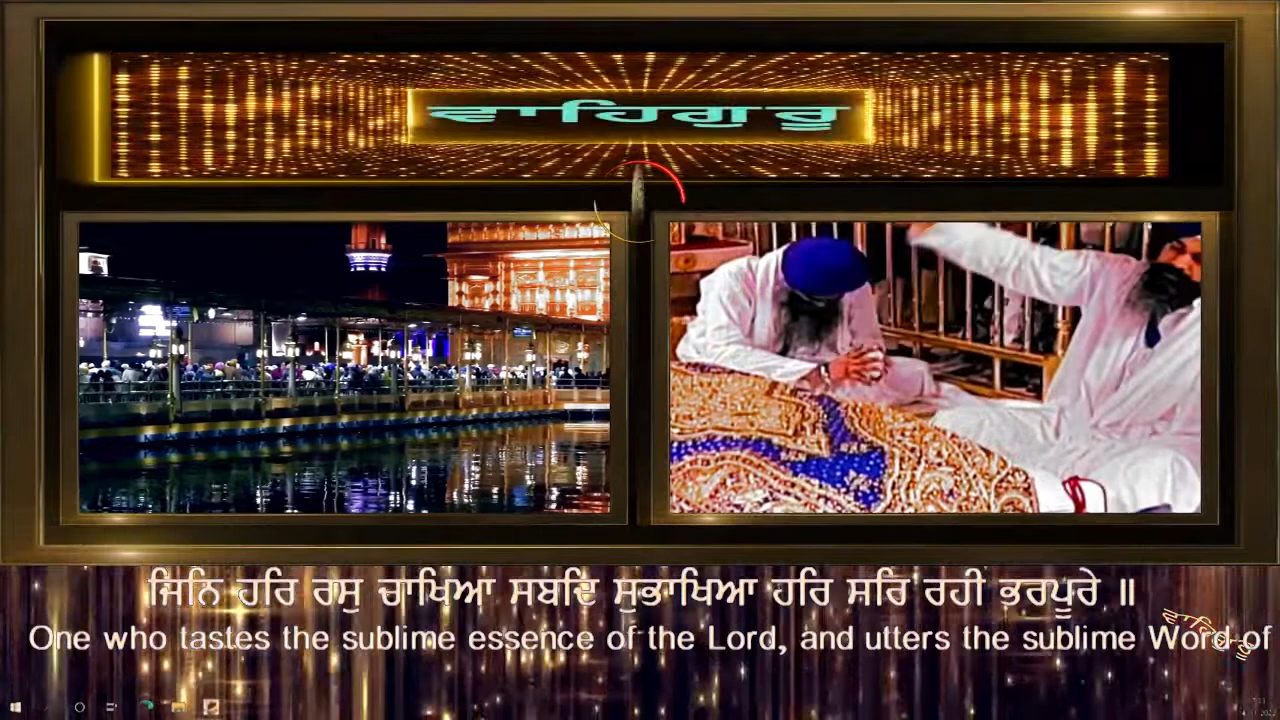 ਵਾਹਿਗੁਰੂ
ਜਿਨਿ ਹਰਿ ਰਸੁ ਚਾਖਿਆ ਸਬਦਿ ਸੁਭਾਖਿਆ ਹਰਿ ਸਰਿ ਰਹੀ ਭਰਪੂਰੇ ॥
One who tastes the sublime essence of the Lord, and utters the sublime Word of
ਵਾਹਿਗੁਰੂ